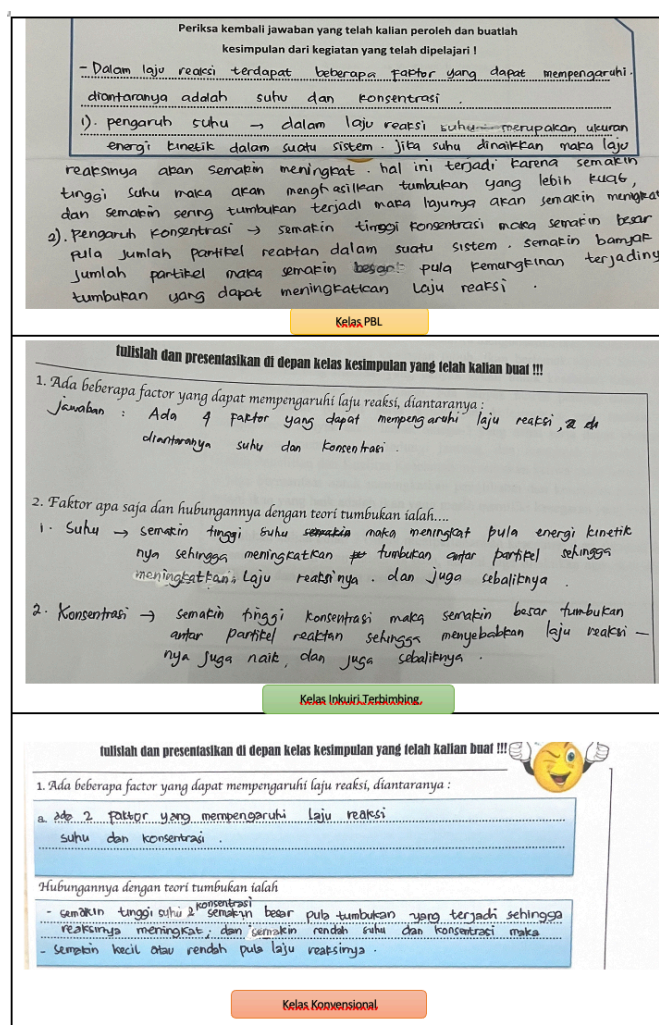 Periksa kembali jawaban yang telah kalian peroleh dan buatlah
kesimpulan dari kegiatan yang telah dipelajari !
- Dalam laju reaksi terdapat beberapa faktor yang dapat mempengaruhi.
diantaranya adalah suhu dan konsentrasi .
1). pengaruh suhu → dalam laju reaksi suhu merupakan ukuran
energi kinetik dalam suatu sistem. Jika suhu dinaikkan maka laju
reaksinya akan semakin meningkat . hal ini terjadi karena semakin
tinggi suhu maka akan menghasilkan tumbukan yang lebih kuat,
dan semakin sering tumbukan terjadi maka lajunya akan semakin meningkat
2). Pengaruh konsentrasi → semakin tinggi konsentrasi maka semakin besar
pula jumlah partikel reaktan dalam suatu sistem . semakin banyak
jumlah partikel maka semakin besar pula kemungkinan terjadiny
tumbukan yang dapat meningkatkan laju reaksi .
Kelas PBL
tulislah dan presentasikan di depan kelas kesimpulan yang telah kalian buat !!!
1. Ada beberapa factor yang dapat mempengaruhi laju reaksi, diantaranya :
Jawaban : Ada 4 faktor yang dapat mempengaruhi laju reaksi, 2 di
diantaranya suhu dan konsentrasi .
2. Faktor apa saja dan hubungannya dengan teori tumbukan ialah....
1. Suhu → semakin tinggi suhu maka meningkat pula energi kinetik
nya sehingga meningkatkan tumbukan antar partikel sehingga
meningkatkan Laju reaksi'nya . dan juga sebaliknya .
2. Konsentrasi → semakin tinggi konsentrasi maka semakin besar tumbukan
antar partikel reaktan sehingga menyebabkan laju reaksi -
nya juga naik, dan juga sebaliknya .
Kelas Inkuiri Terbimbing
tulislah dan presentasikan di depan kelas kesimpulan yang telah kalian buat !!!
1. Ada beberapa factor yang dapat mempengaruhi laju reaksi, diantaranya :
a. ada 2 faktor yang mempengaruhi Laju reaksi
suhu dan konsentrasi .
Hubungannya dengan teori tumbukan ialah
- semakin tinggi suhu & konsentrasi semakin besar pula tumbukan yang terjadi sehingga
reaksinya meningkat, dan semakin rendah suhu dan konsentrasi maka
- semakin kecil atau rendah pula laju reaksinya .
Kelas Konvensional